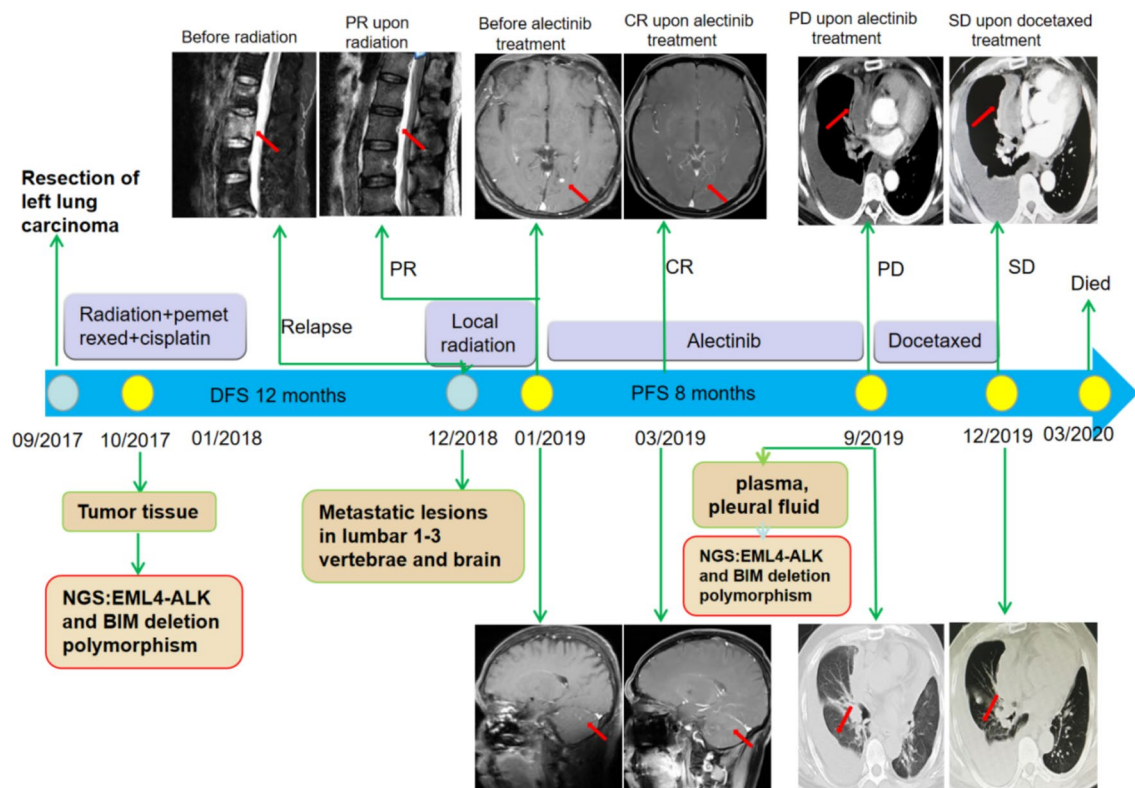 Before radiation
PR upon
radiation
Before alectinib
treatment
CR upon alectinib
treatment
PD upon alectinib
treatment
SD upon docetaxed
treatment
Resection of
left lung
carcinoma
PR
CR
PD
SD
Died
Radiation+pemet
rexed+cisplatin
Relapse
Local
radiation
Alectinib
Docetaxed
DFS 12 months
PFS 8 months
09/2017
10/2017
01/2018
12/2018
01/2019
03/2019
9/2019
12/2019
03/2020
Tumor tissue
Metastatic lesions
in lumbar 1-3
vertebrae and brain
plasma,
pleural fluid
NGS:EML4-ALK
and BIM deletion
polymorphism
NGS:EML4-ALK
and BIM deletion
polymorphism